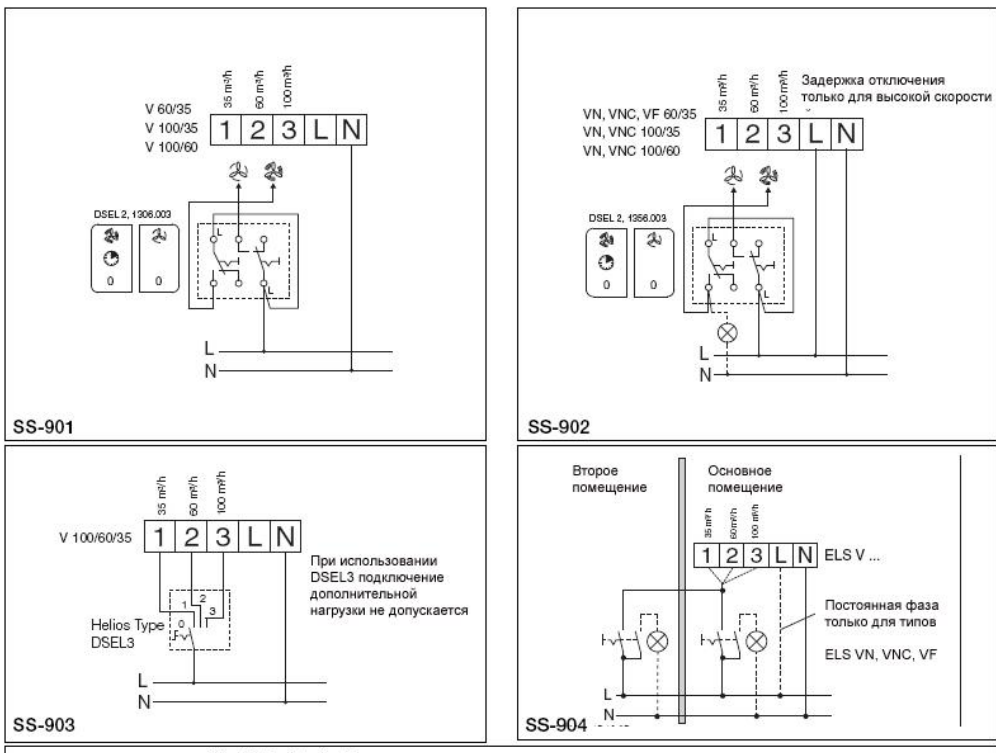 35 m³/h
60 m³/h
100 m³/h
V 60/35
V 100/35
V 100/60
1 2 3 L N
DSEL 2, 1306.003
0 0
L
L
L
N
SS-901
35 m³/h
60 m³/h
100 m³/h
Задержка отключения
только для высокой скорости
VN, VNC, VF 60/35
VN, VNC 100/35
VN, VNC 100/60
1 2 3 L N
DSEL 2, 1356.003
0 0
L
L
L
N
SS-902
35 m³/h
60 m³/h
100 m³/h
V 100/60/35
1 2 3 L N
При использовании
DSEL3 подключение
дополнительной
нагрузки не допускается
Helios Type
DSEL3
0 1 2 3
L
N
SS-903
Второе
помещение
Основное
помещение
35 m³/h
60m³/h
100 m³/h
1 2 3 L N
ELS V ...
Постоянная фаза
только для типов
ELS VN, VNC, VF
L
N
SS-904